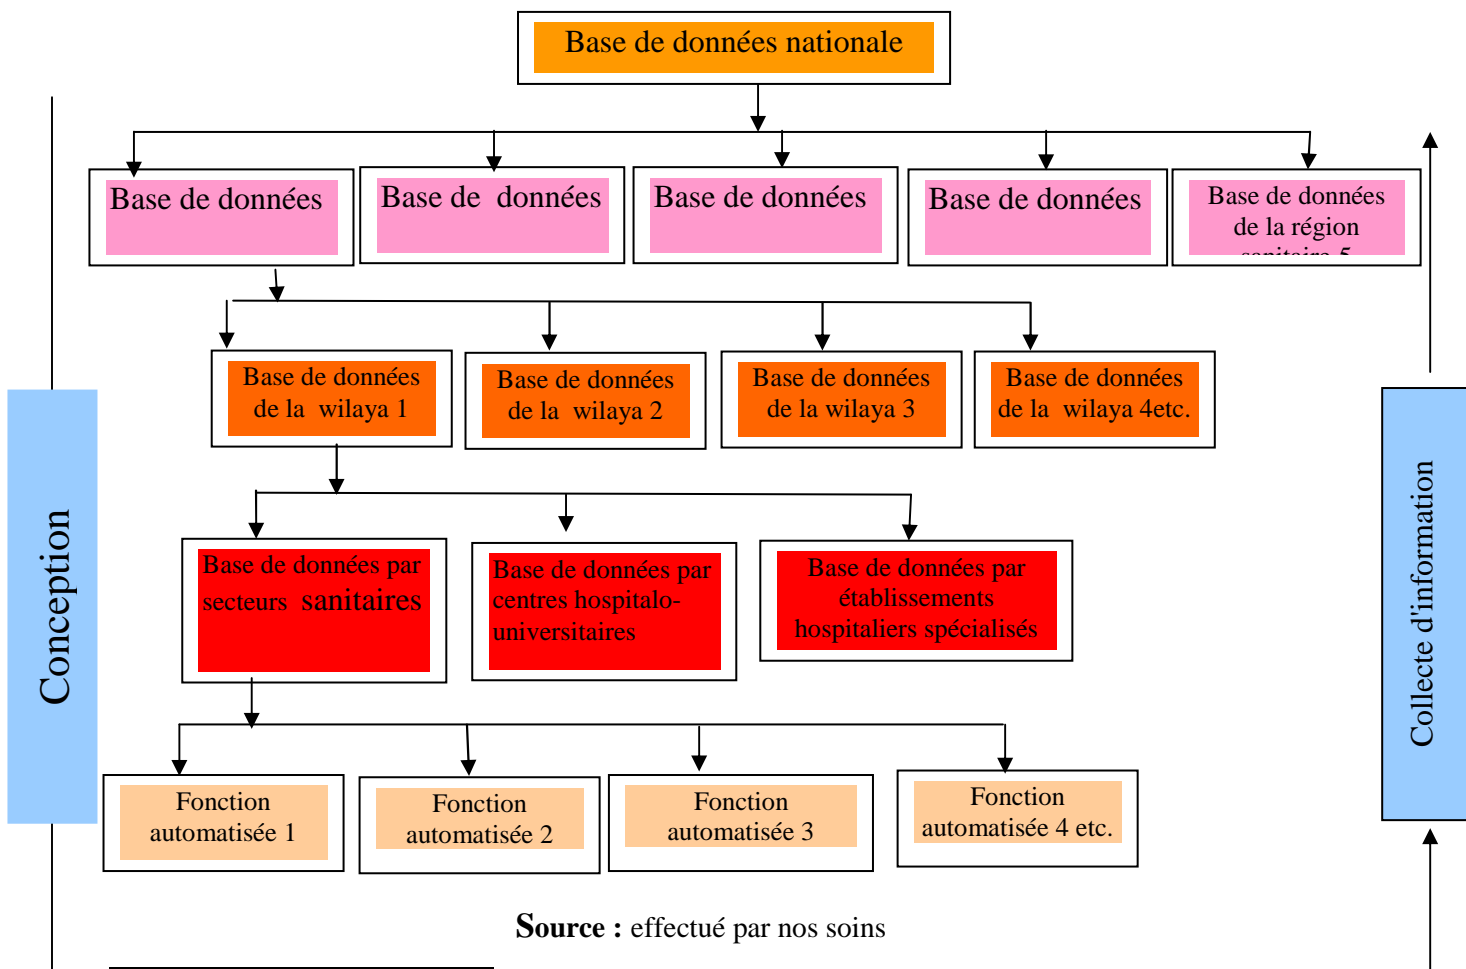 Base de données nationale
Base de données
Base de données
Base de données
Base de données
Base de données
de la région
sanitaire 5
Base de données
de la wilaya 1
Base de données
de la wilaya 2
Base de données
de la wilaya 3
Base de données
de la wilaya 4etc.
Conception
Collecte d'information
Base de données par
secteurs sanitaires
Base de données par
centres hospitalo-
universitaires
Base de données par
établissements
hospitaliers spécialisés
Fonction
automatisée 1
Fonction
automatisée 2
Fonction
automatisée 3
Fonction
automatisée 4 etc.
Source : effectué par nos soins